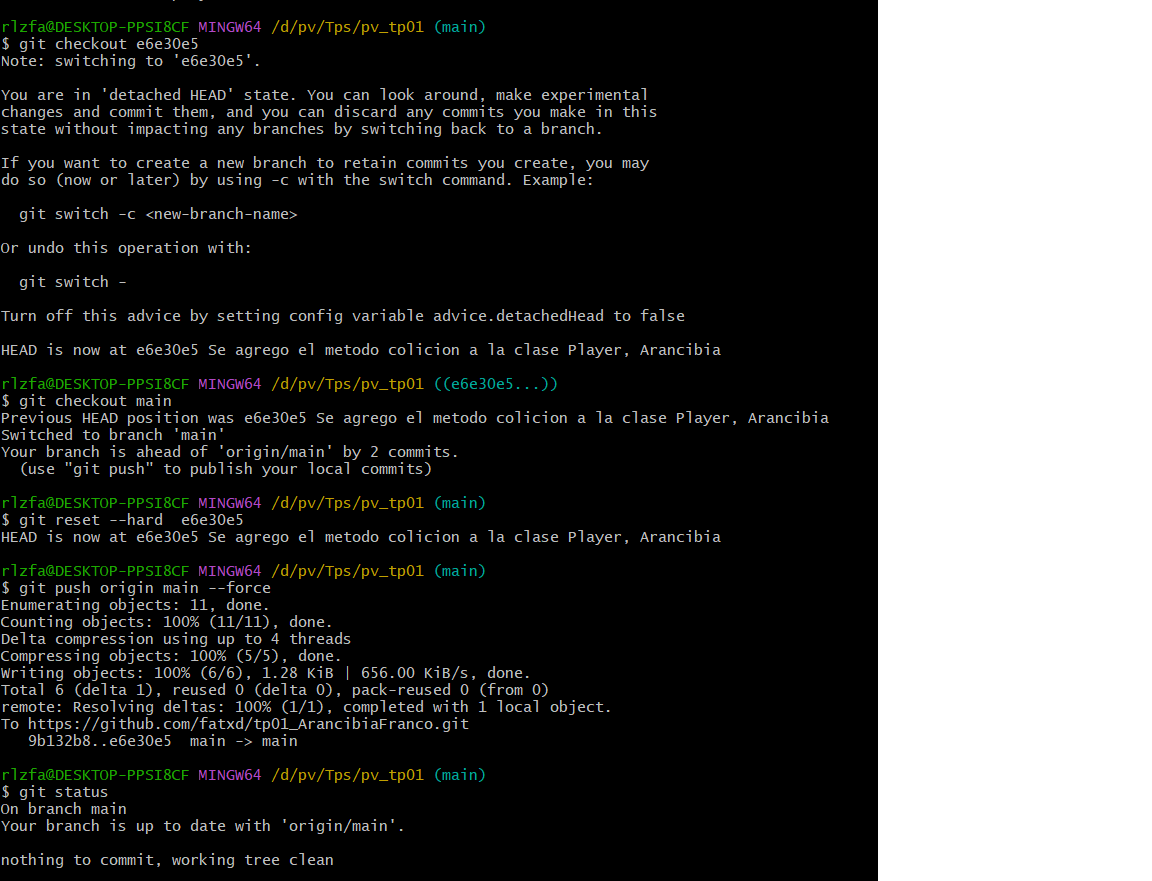 rlzfa@DESKTOP-PPSI8CF MINGW64 /d/pv/Tps/pv_tp01 (main)
$ git checkout e6e30e5
Note: switching to 'e6e30e5'.
You are in 'detached HEAD' state. You can look around, make experimental
changes and commit them, and you can discard any commits you make in this
state without impacting any branches by switching back to a branch.
If you want to create a new branch to retain commits you create, you may
do so (now or later) by using -c with the switch command. Example:
  git switch -c <new-branch-name>
Or undo this operation with:
  git switch -
Turn off this advice by setting config variable advice.detachedHead to false
HEAD is now at e6e30e5 Se agrego el metodo colicion a la clase Player, Arancibia
rlzfa@DESKTOP-PPSI8CF MINGW64 /d/pv/Tps/pv_tp01 ((e6e30e5...))
$ git checkout main
Previous HEAD position was e6e30e5 Se agrego el metodo colicion a la clase Player, Arancibia
Switched to branch 'main'
Your branch is ahead of 'origin/main' by 2 commits.
  (use "git push" to publish your local commits)
rlzfa@DESKTOP-PPSI8CF MINGW64 /d/pv/Tps/pv_tp01 (main)
$ git reset --hard  e6e30e5
HEAD is now at e6e30e5 Se agrego el metodo colicion a la clase Player, Arancibia
rlzfa@DESKTOP-PPSI8CF MINGW64 /d/pv/Tps/pv_tp01 (main)
$ git push origin main --force
Enumerating objects: 11, done.
Counting objects: 100% (11/11), done.
Delta compression using up to 4 threads
Compressing objects: 100% (5/5), done.
Writing objects: 100% (6/6), 1.28 KiB | 656.00 KiB/s, done.
Total 6 (delta 1), reused 0 (delta 0), pack-reused 0 (from 0)
remote: Resolving deltas: 100% (1/1), completed with 1 local object.
To https://github.com/fatxd/tp01_ArancibiaFranco.git
   9b132b8..e6e30e5  main -> main
rlzfa@DESKTOP-PPSI8CF MINGW64 /d/pv/Tps/pv_tp01 (main)
$ git status
On branch main
Your branch is up to date with 'origin/main'.
nothing to commit, working tree clean